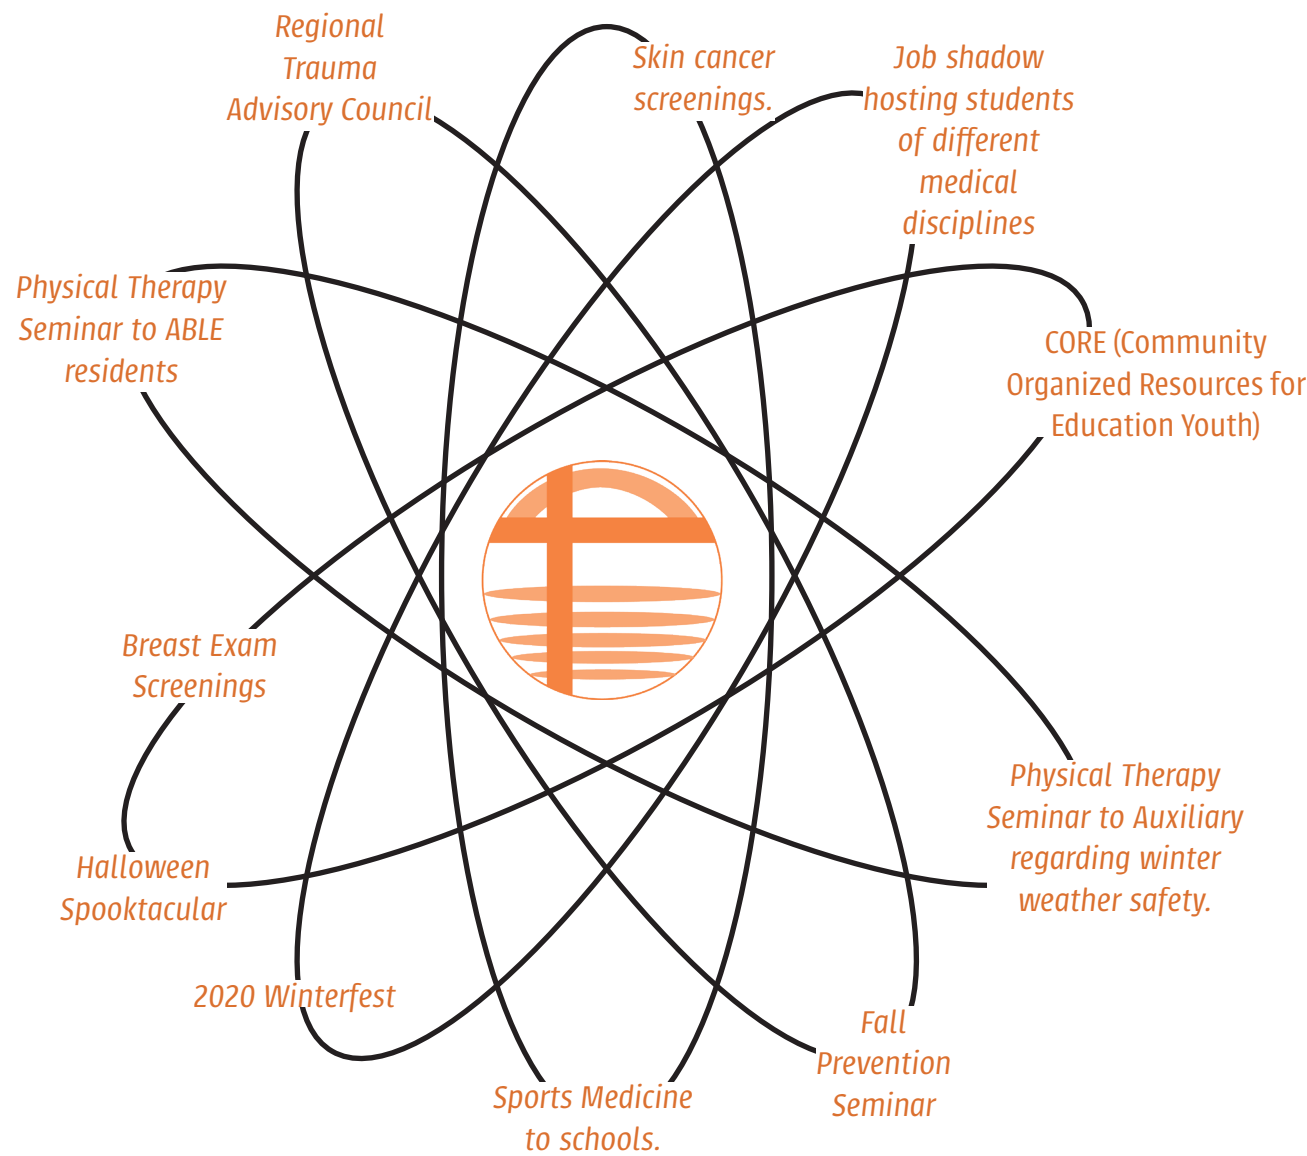 Regional
Trauma
Advisory Council
Skin cancer
screenings.
Job shadow
hosting students
of different
medical
disciplines
Physical Therapy
Seminar to ABLE
residents
CORE (Community
Organized Resources for
Education Youth)
Breast Exam
Screenings
Physical Therapy
Seminar to Auxiliary
regarding winter
weather safety.
Halloween
Spooktacular
2020 Winterfest
Fall
Prevention
Seminar
Sports Medicine
to schools.